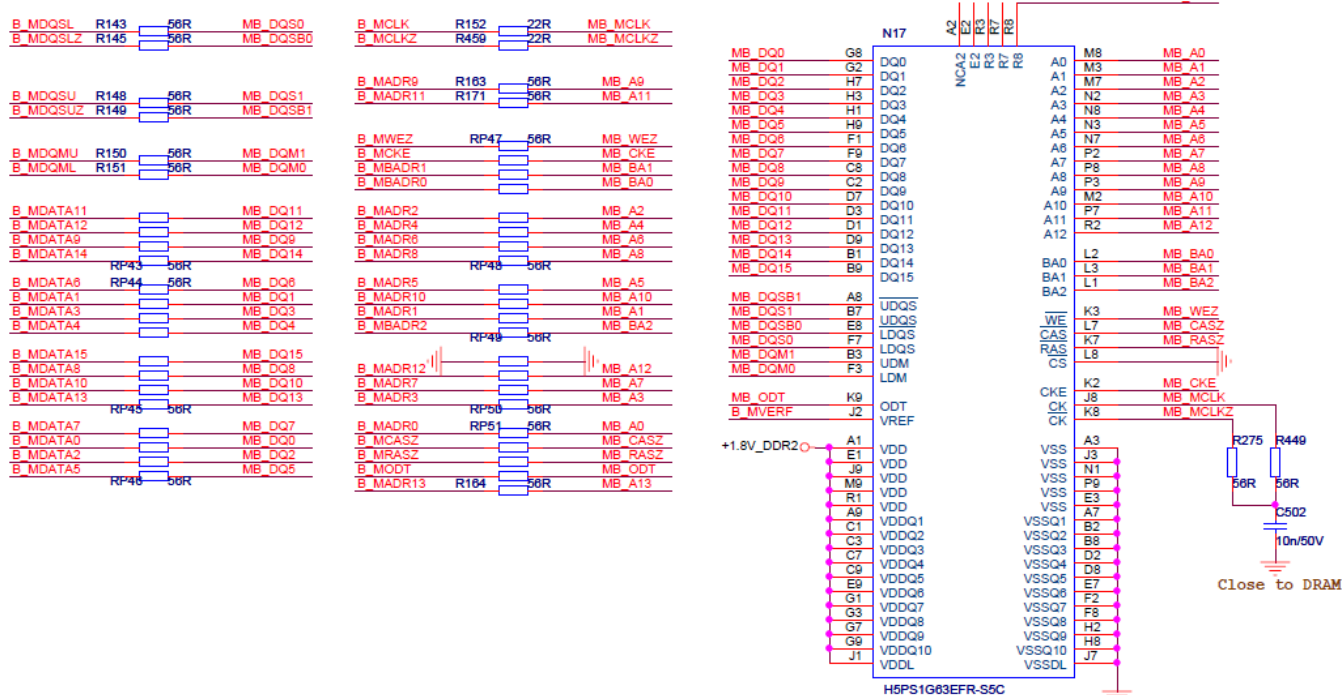 B_MDQSL R143 56R MB_DQS0
B_MDQSLZ R145 56R MB_DQSB0
B_MDQSU R148 56R MB_DQS1
B_MDQSUZ R149 56R MB_DQSB1
B_MDQMU R150 56R MB_DQM1
B_MDQML R151 56R MB_DQM0
B_MDATA11 MB_DQ11
B_MDATA12 MB_DQ12
B_MDATA9 MB_DQ9
B_MDATA14 MB_DQ14
RP43 56R
B_MDATA6 RP44 56R MB_DQ6
B_MDATA1 MB_DQ1
B_MDATA3 MB_DQ3
B_MDATA4 MB_DQ4
B_MDATA15 MB_DQ15
B_MDATA8 MB_DQ8
B_MDATA10 MB_DQ10
B_MDATA13 MB_DQ13
RP45 56R
B_MDATA7 MB_DQ7
B_MDATA0 MB_DQ0
B_MDATA2 MB_DQ2
B_MDATA5 MB_DQ5
RP46 56R
B_MCLK R152 22R MB_MCLK
B_MCLKZ R459 22R MB_MCLKZ
B_MADR9 R163 56R MB_A9
B_MADR11 R171 56R MB_A11
B_MWEZ RP47 56R MB_WEZ
B_MCKE MB_CKE
B_MBADR1 MB_BA1
B_MBADR0 MB_BA0
B_MADR2 MB_A2
B_MADR4 MB_A4
B_MADR6 MB_A6
B_MADR8 MB_A8
RP48 56R
B_MADR5 MB_A5
B_MADR10 MB_A10
B_MADR1 MB_A1
B_MBADR2 MB_BA2
RP49 56R
B_MADR12 MB_A12
B_MADR7 MB_A7
B_MADR3 MB_A3
RP50 56R
B_MADR0 RP51 56R MB_A0
B_MCASZ MB_CASZ
B_MRASZ MB_RASZ
B_MODT MB_ODT
B_MADR13 R164 56R MB_A13
N17
A2 E2 R3 R7 R8
NCA2 E2 R3 R7 R8
MB_DQ0 G8 DQ0 A0 M8 MB_A0
MB_DQ1 G2 DQ1 A1 M3 MB_A1
MB_DQ2 H7 DQ2 A2 M7 MB_A2
MB_DQ3 H3 DQ3 A3 N2 MB_A3
MB_DQ4 H1 DQ4 A4 N8 MB_A4
MB_DQ5 H9 DQ5 A5 N3 MB_A5
MB_DQ6 F1 DQ6 A6 N7 MB_A6
MB_DQ7 F9 DQ7 A7 P2 MB_A7
MB_DQ8 C8 DQ8 A8 P8 MB_A8
MB_DQ9 C2 DQ9 A9 P3 MB_A9
MB_DQ10 D7 DQ10 A10 M2 MB_A10
MB_DQ11 D3 DQ11 A11 P7 MB_A11
MB_DQ12 D1 DQ12 A12 R2 MB_A12
MB_DQ13 D9 DQ13
MB_DQ14 B1 DQ14 BA0 L2 MB_BA0
MB_DQ15 B9 DQ15 BA1 L3 MB_BA1
BA2 L1 MB_BA2
MB_DQSB1 A8 UDQS
MB_DQS1 B7 UDQS WE K3 MB_WEZ
MB_DQSB0 E8 LDQS CAS L7 MB_CASZ
MB_DQS0 F7 LDQS RAS K7 MB_RASZ
MB_DQM1 B3 UDM CS L8
MB_DQM0 F3 LDM
CKE K2 MB_CKE
MB_ODT K9 ODT CK J8 MB_MCLK
B_MVERF J2 VREF CK K8 MB_MCLKZ
+1.8V_DDR2 A1 VDD VSS A3
E1 VDD VSS J3
J9 VDD VSS N1
M9 VDD VSS P9
R1 VDD VSS E3
A9 VDDQ1 VSSQ1 A7
C1 VDDQ2 VSSQ2 B2
C3 VDDQ3 VSSQ3 B8
C7 VDDQ4 VSSQ4 D2
C9 VDDQ5 VSSQ5 D8
E9 VDDQ6 VSSQ6 E7
G1 VDDQ7 VSSQ7 F2
G3 VDDQ8 VSSQ8 F8
G7 VDDQ9 VSSQ9 H2
G9 VDDQ10 VSSQ10 H8
J1 VDDL VSSDL J7
H5PS1G63EFR-S5C
R275 R449
56R 56R
C502
10n/50V
Close to DRAM